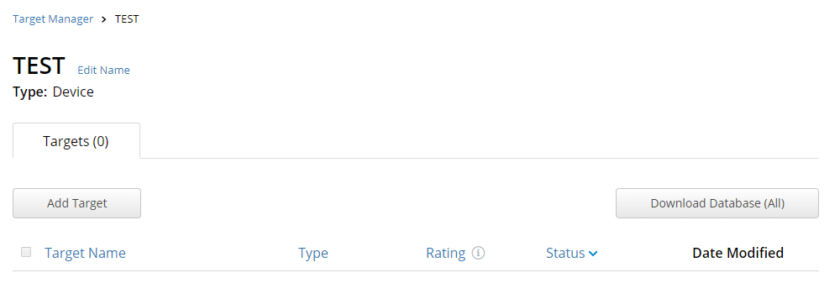 Target Manager > TEST
TEST Edit Name
Type: Device
Targets (0)
Add Target Download Database (All)
Target Name Type Rating Status Date Modified